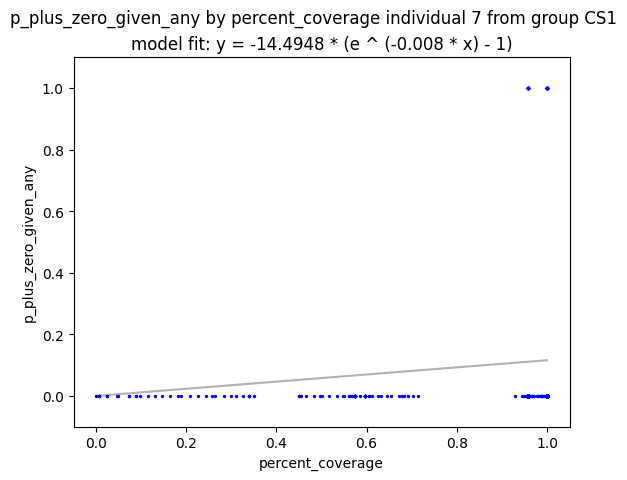 p_plus_zero_given_any by percent_coverage individual 7 from group CS1
model fit: y = -14.4948 * (e ^ (-0.008 * x) - 1)
1.0
0.8
0.6
0.4
0.2
0.0
p_plus_zero_given_any
0.0 0.2 0.4 0.6 0.8 1.0
percent_coverage